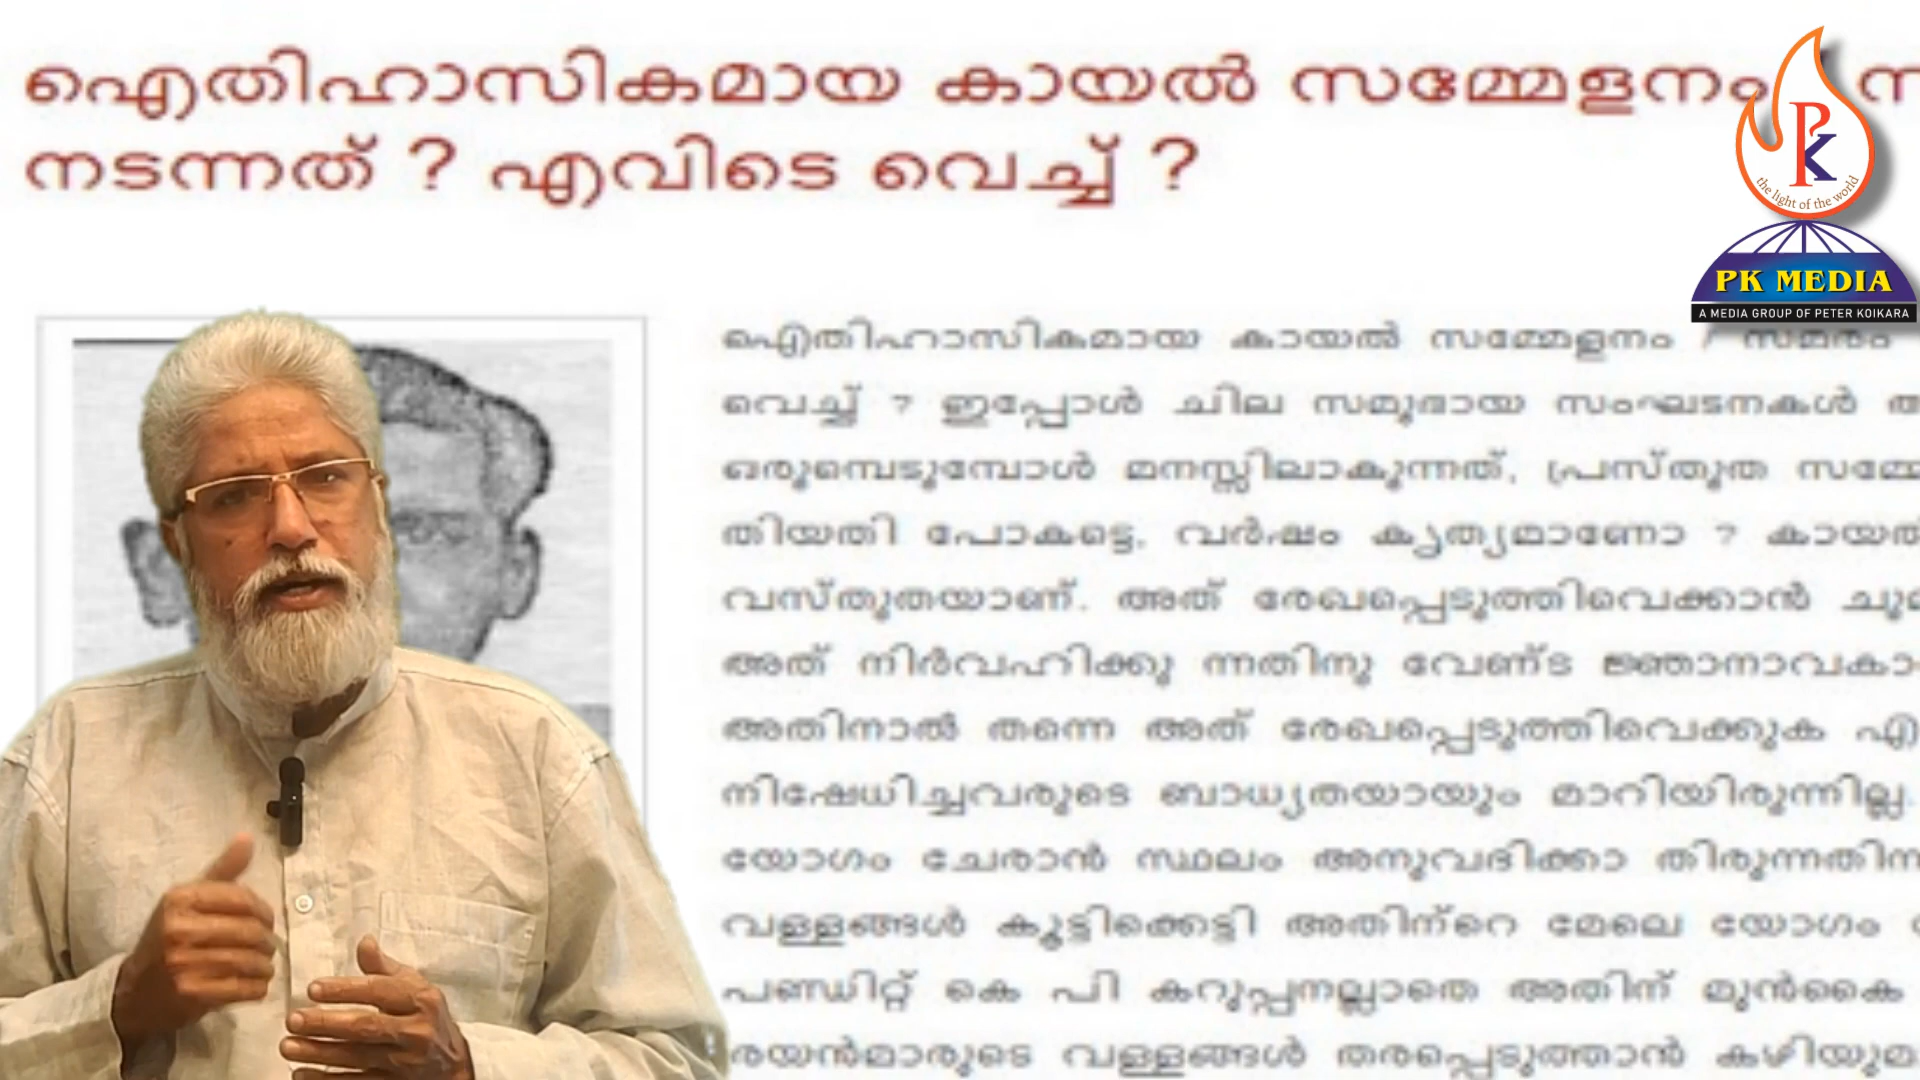 ഐതിഹാസികമായ കായൽ സമ്മേളനം
നടന്നത് ? എവിടെ വെച്ച് ?
PK
the light of the world
PK MEDIA
A MEDIA GROUP OF PETER KOIKARA
ഐതിഹാസികമായ കായൽ സമ്മേളനം / സമരം
വെച്ച് ? ഇപ്പോൾ ചില സമുദായ സംഘടനകൾ
ഒരുമ്പെടുമ്പോൾ മനസ്സിലാകുന്നത്, പ്രസ്തുത
തിയതി പോകട്ടെ, വർഷം കൃത്യമാണോ ?
വസ്തുതയാണ്. അത് രേഖപ്പെടുത്തിവെക്കാൻ
അത് നിർവഹിക്കു ന്നതിനു വേണ്ട
അതിനാൽ തന്നെ അത് രേഖപ്പെടുത്തിവെക്കുക
നിഷേധിച്ചവരുടെ ബാധ്യതയായും മാറിയിരുന്നില്ല.
യോഗം ചേരാൻ സ്ഥലം അനുവദിക്കാ
വള്ളങ്ങൾ കൂട്ടിക്കെട്ടി അതിന്റെ മേലെ യോഗം
പണ്ഡിറ്റ് കെ പി കറുപ്പനല്ലാതെ അതിന് മുൻകൈ
രയൻമാരുടെ വള്ളങ്ങൾ തരപ്പെടുത്താൻ